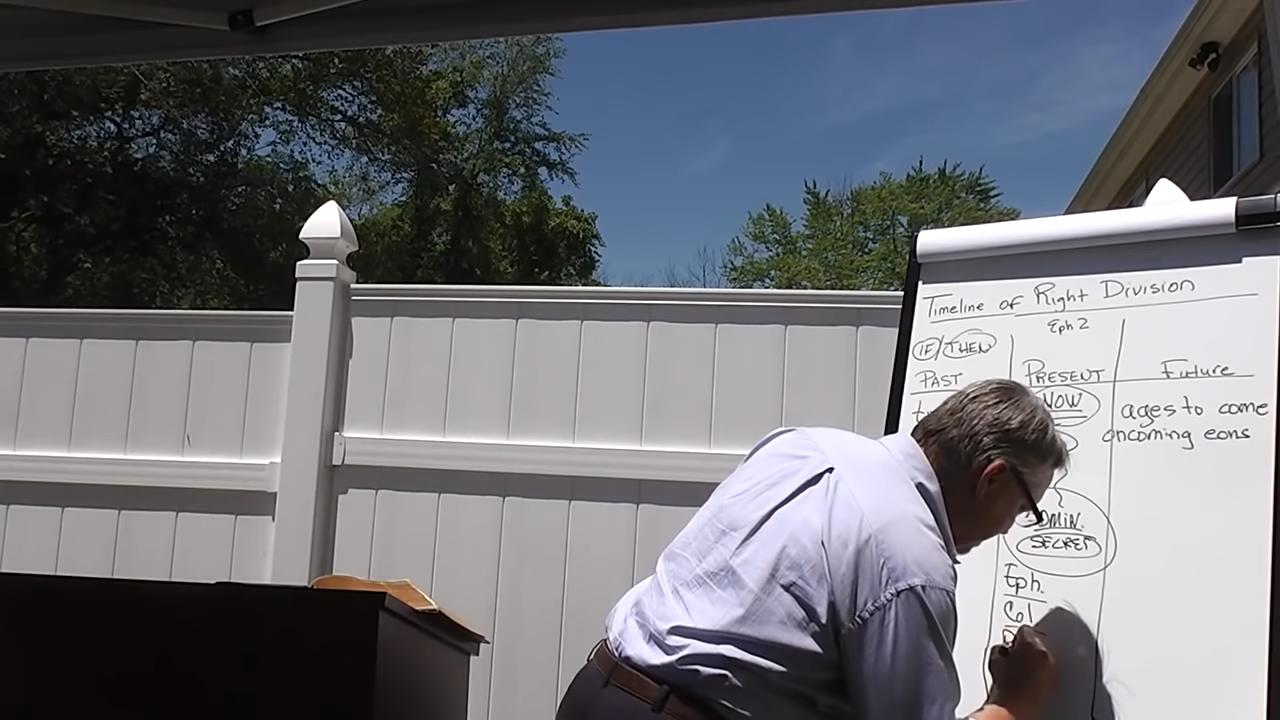 Timeline of Right Division
Eph 2
IF/THEN
PAST PRESENT Future
NOW ages to come
oncoming eons
ADMIN.
SECRET
Eph.
Col